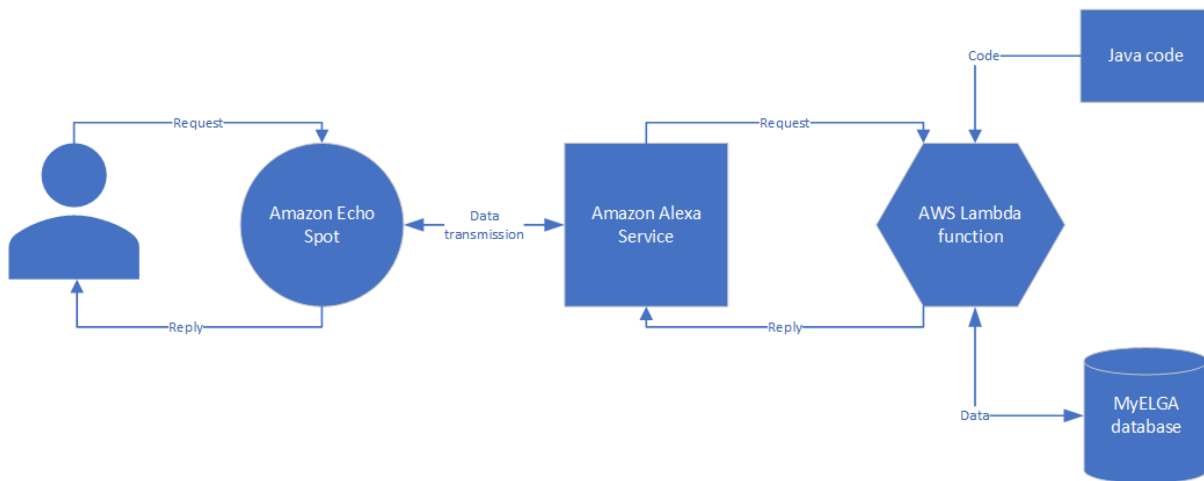 Code
Java code
Request
Request
Amazon Echo
Spot
Data
transmission
Amazon Alexa
Service
AWS Lambda
function
Reply
Reply
Data
MyELGA
database